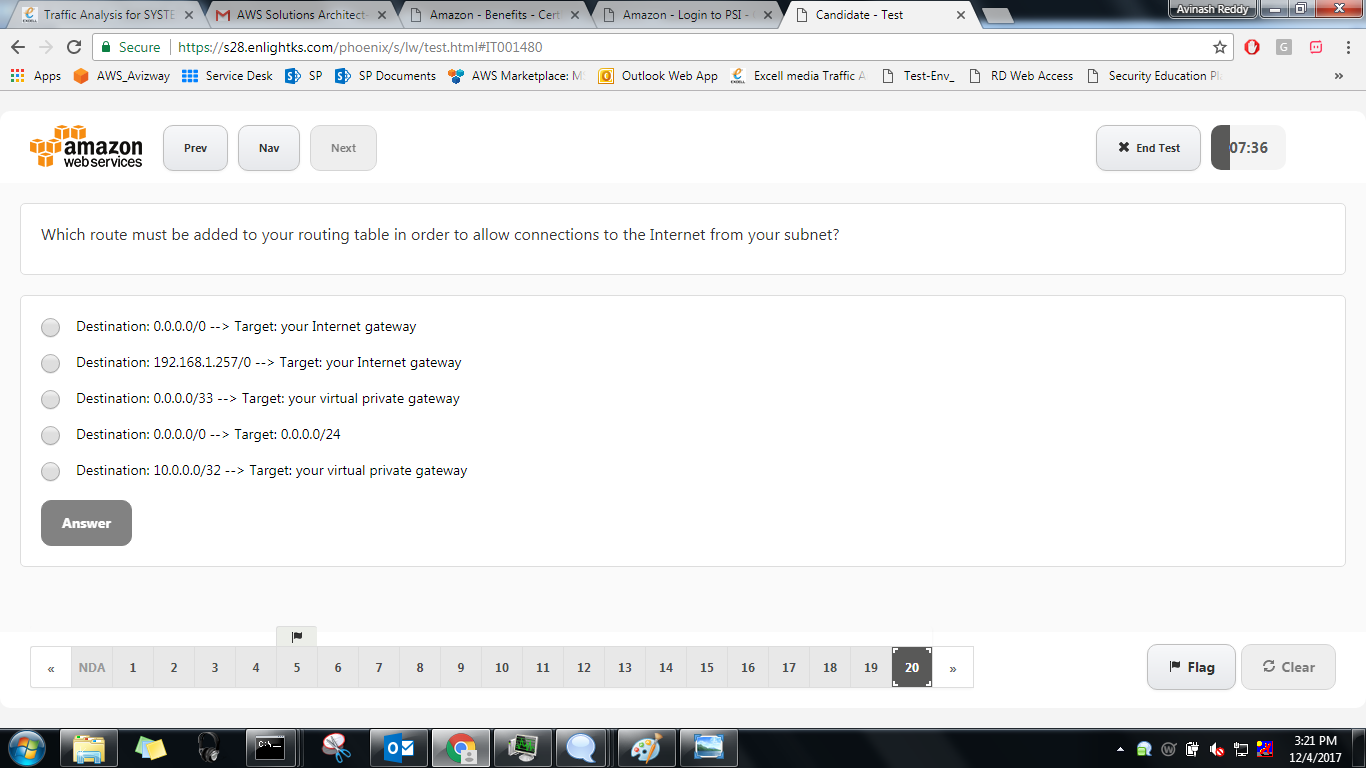 Traffic Analysis for SYSTE
AWS Solutions Architect-
Amazon - Benefits - Cert
Amazon - Login to PSI -
Candidate - Test
Avinash Reddy
Secure
https://s28.enlightks.com/phoenix/s/lw/test.html#IT001480
Apps
AWS_Avizway
Service Desk
SP
SP Documents
AWS Marketplace: M
Outlook Web App
Excell media Traffic A
Test-Env_
RD Web Access
Security Education Pl
»
amazon
webservices
Prev
Nav
Next
End Test
07:36
Which route must be added to your routing table in order to allow connections to the Internet from your subnet?
Destination: 0.0.0.0/0 --> Target: your Internet gateway
Destination: 192.168.1.257/0 --> Target: your Internet gateway
Destination: 0.0.0.0/33 --> Target: your virtual private gateway
Destination: 0.0.0.0/0 --> Target: 0.0.0.0/24
Destination: 10.0.0.0/32 --> Target: your virtual private gateway
Answer
« NDA 1 2 3 4 5 6 7 8 9 10 11 12 13 14 15 16 17 18 19 20 »
Flag
Clear
3:21 PM
12/4/2017